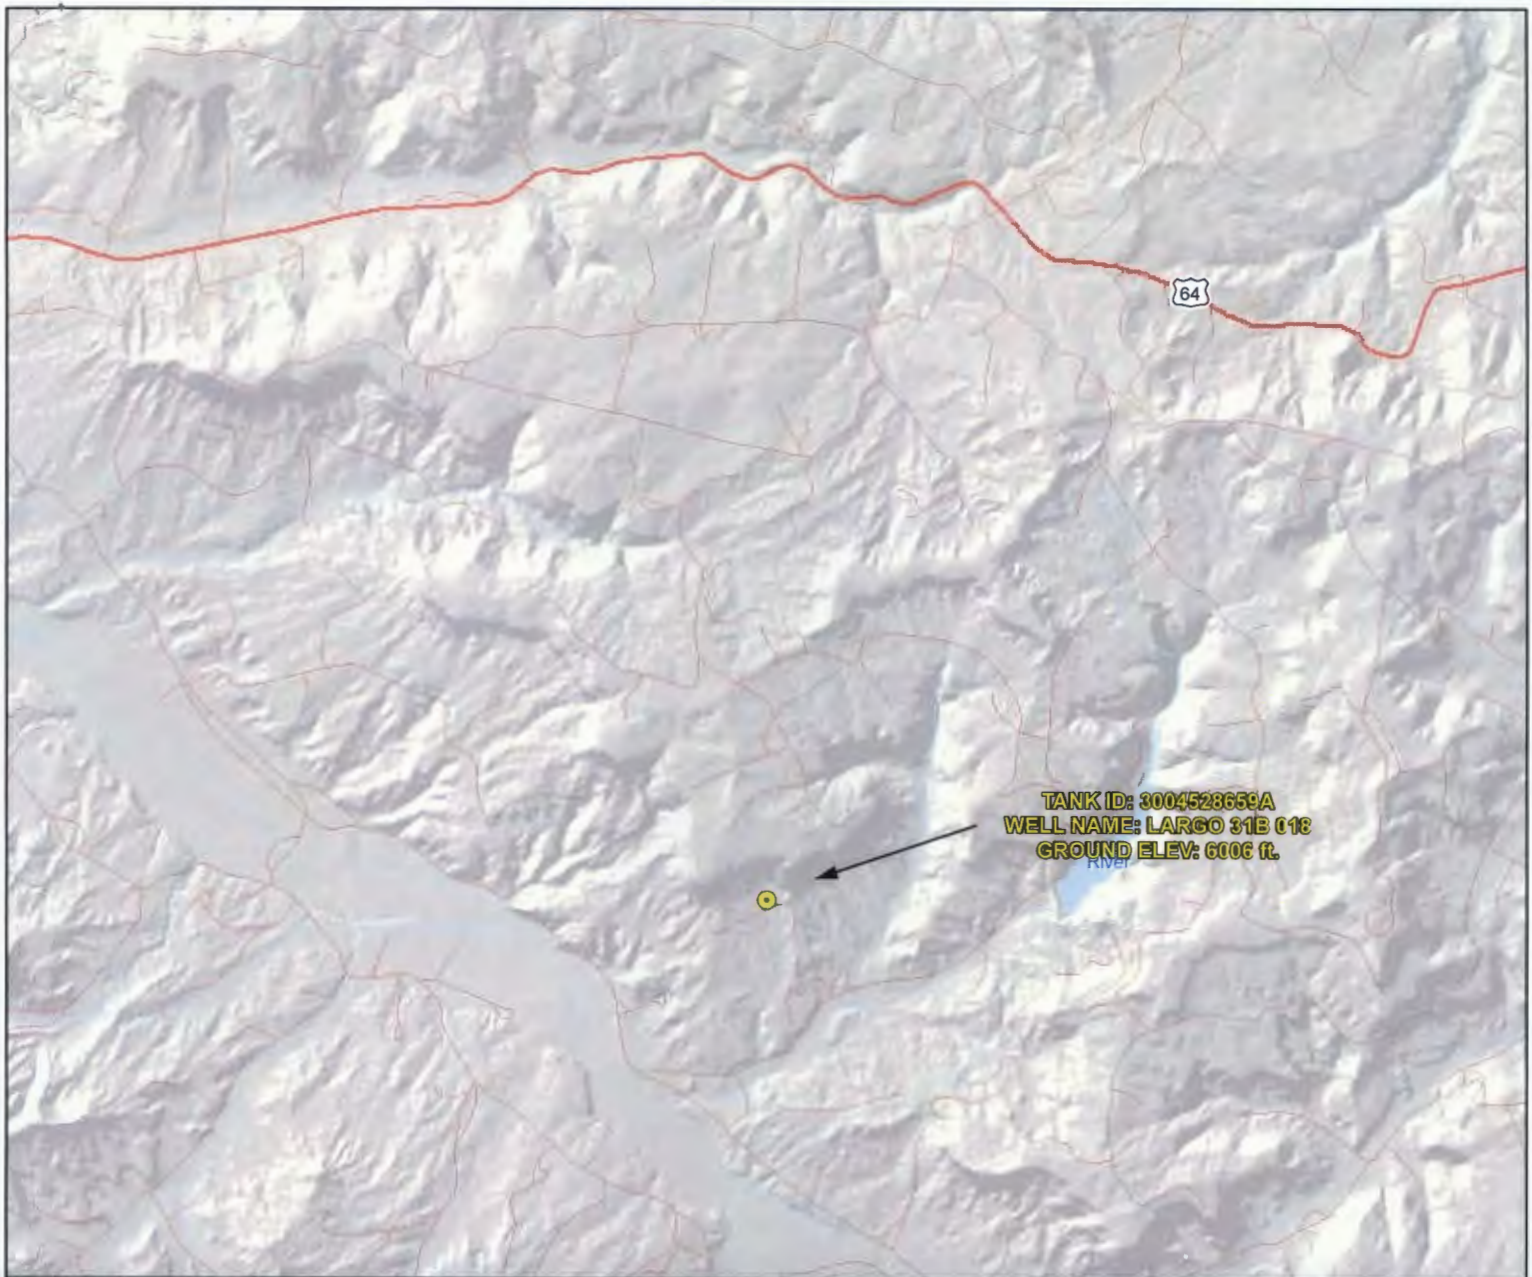 64
TANK ID: 3004528659A
WELL NAME: LARGO 31B 018
GROUND ELEV: 6006 ft.
River